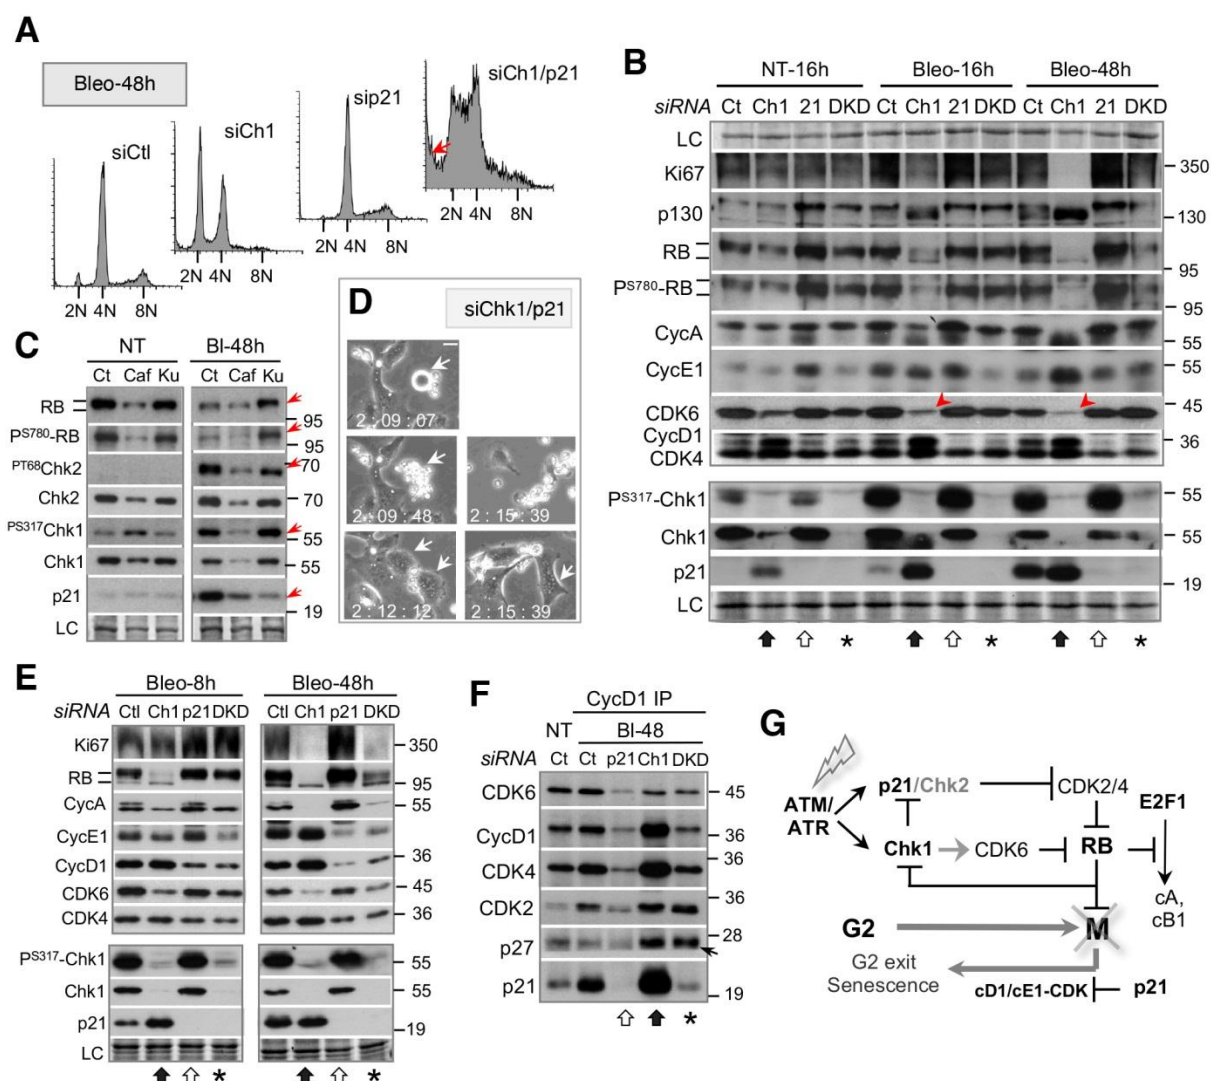 A
Bleo-48h
siCtl
2N 4N 8N
siCh1
2N 4N 8N
sip21
2N 4N 8N
siCh1/p21
2N 4N 8N
B
NT-16h Bleo-16h Bleo-48h
siRNA Ct Ch1 21 DKD Ct Ch1 21 DKD Ct Ch1 21 DKD
LC
Ki67 350
p130 130
RB 95
PS780-RB 95
CycA 55
CycE1 55
CDK6 45
CycD1 36
CDK4
PS317-Chk1 55
Chk1 55
p21 19
LC
*
*
*
C
NT Bl-48h
Ct Caf Ku Ct Caf Ku
RB 95
PS780-RB 95
PT68Chk2 70
Chk2 70
PS317Chk1 55
Chk1 55
p21 19
LC
D
siChk1/p21
2:09:07
2:09:48
2:15:39
2:12:12
2:15:39
E
Bleo-8h Bleo-48h
siRNA Ctl Ch1 p21 DKD Ctl Ch1 p21 DKD
Ki67 350
RB 95
CycA 55
CycE1
CycD1 36
CDK6 45
CDK4 36
PS317-Chk1 55
Chk1 55
p21 19
LC
*
*
F
CycD1 IP
NT Bl-48
siRNA Ct Ct p21 Ch1 DKD
CDK6 45
CycD1 36
CDK4 36
CDK2 36
p27 28
p21 19
*
G
ATM/
ATR
p21/Chk2
CDK2/4
E2F1
Chk1
CDK6
RB
cA,
cB1
G2
M
G2 exit
Senescence
cD1/cE1-CDK
p21